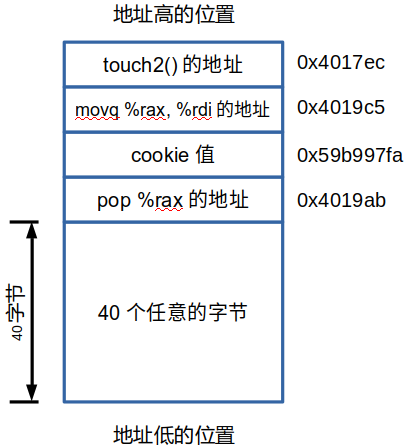 地址高的位置
touch2() 的地址 0x4017ec
movq %rax, %rdi 的地址 0x4019c5
cookie 值 0x59b997fa
pop %rax 的地址 0x4019ab
40 字节
40 个任意的字节
地址低的位置